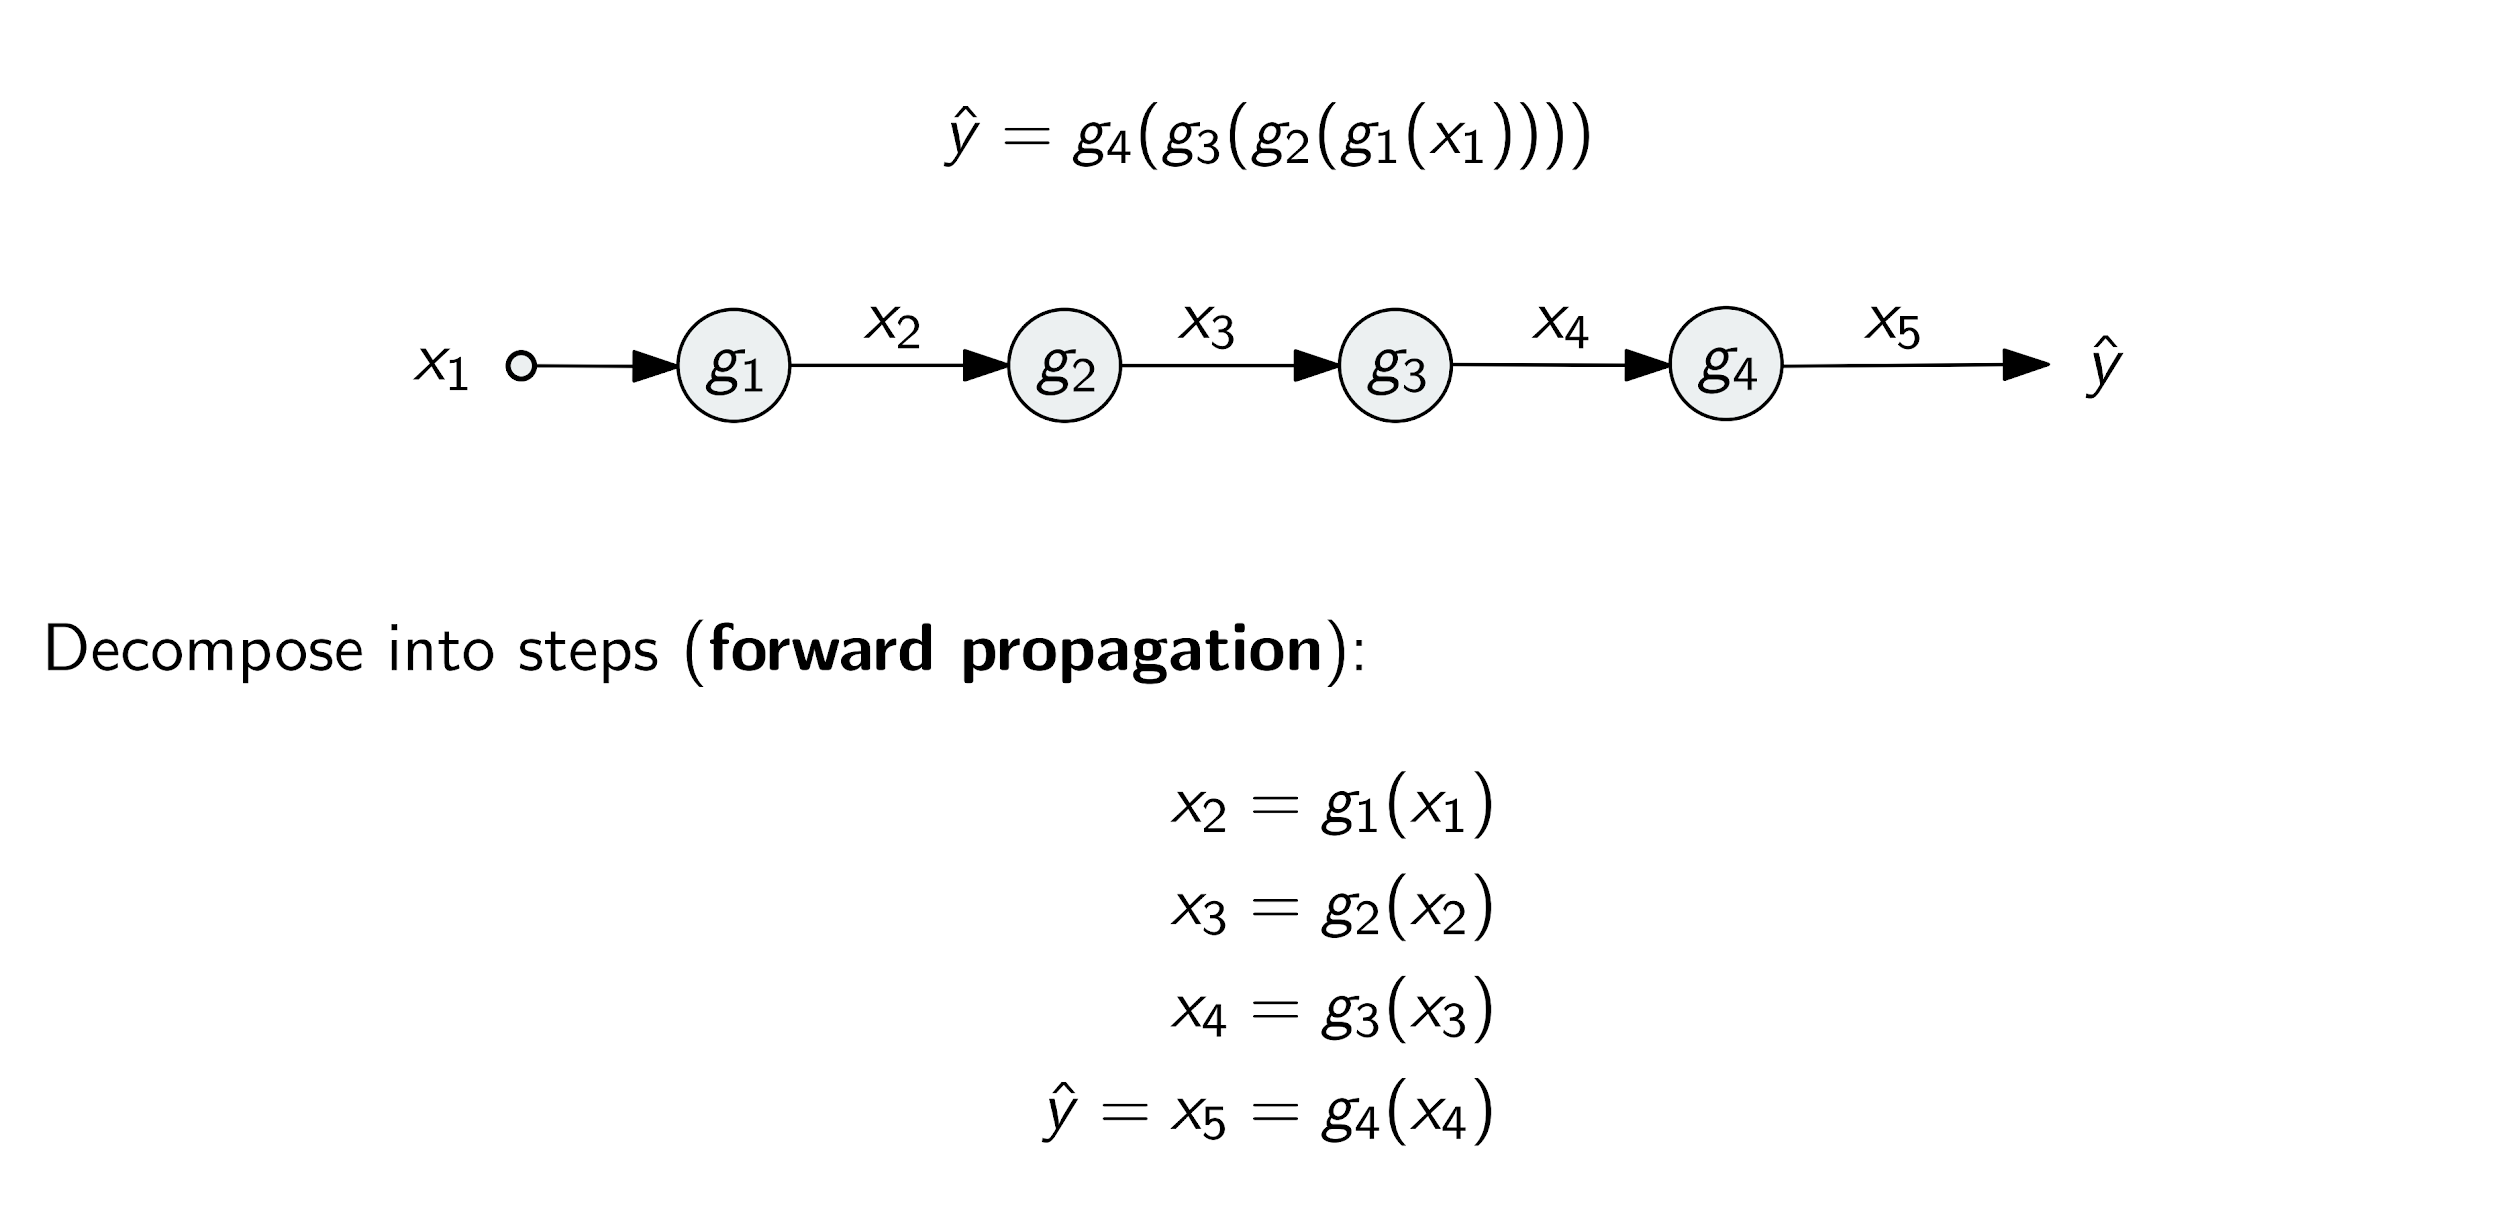 ŷ = g₄(g₃(g₂(g₁(x₁))))
x₁ g₁ x₂ g₂ x₃ g₃ x₄ g₄ x₅ ŷ
Decompose into steps (forward propagation):
x₂ = g₁(x₁)
x₃ = g₂(x₂)
x₄ = g₃(x₃)
ŷ = x₅ = g₄(x₄)